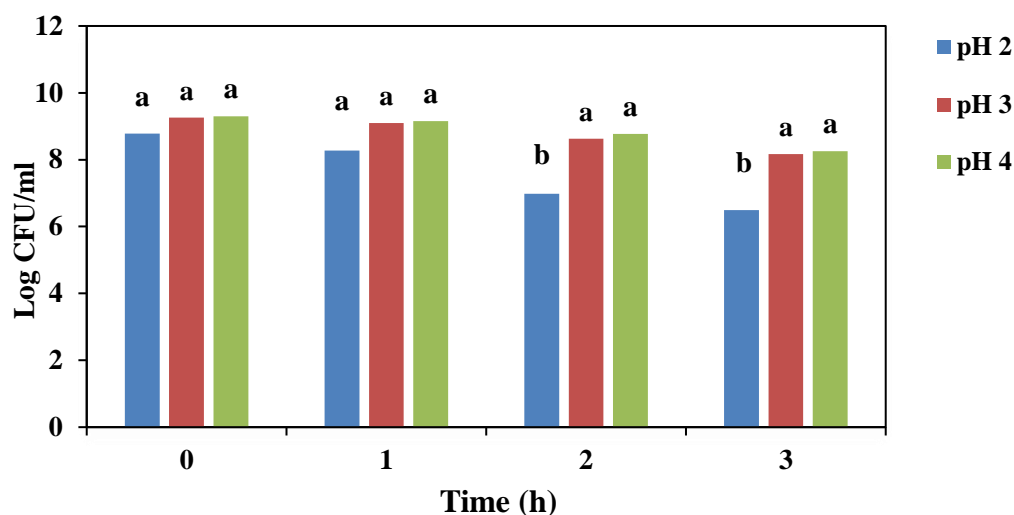 12
10
8
6
4
2
0
Log CFU/ml
a a a
a a a
b a a
b a a
0 1 2 3
Time (h)
pH 2
pH 3
pH 4